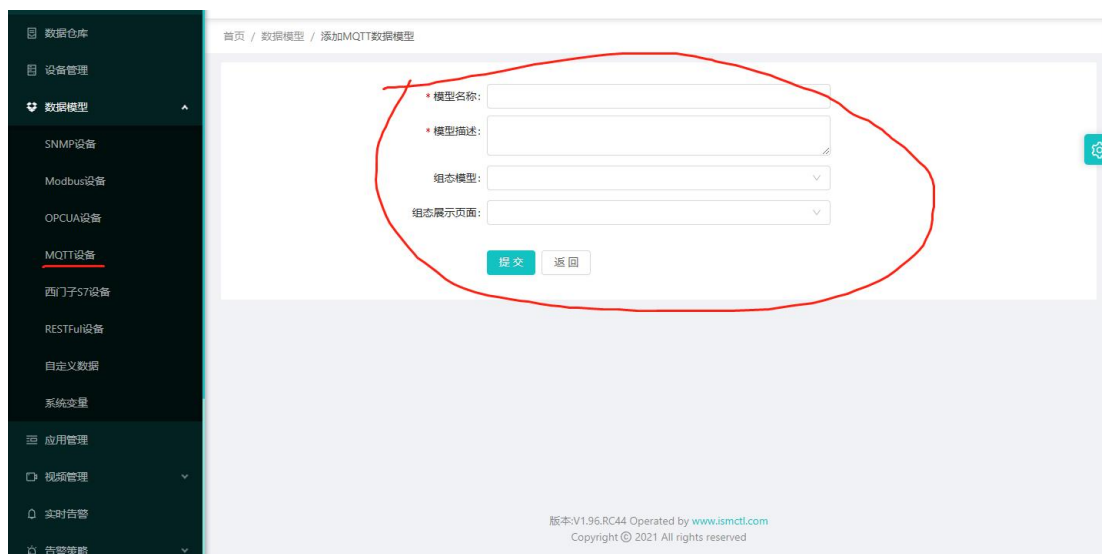 数据仓库
设备管理
数据模型
SNMP设备
Modbus设备
OPCUA设备
MQTT设备
西门子S7设备
RESTFul设备
自定义数据
系统变量
应用管理
视频管理
实时告警
告警策略
首页 / 数据模型 / 添加MQTT数据模型
* 模型名称:
* 模型描述:
组态模型:
组态展示页面:
提 交 返 回
版本:V1.96.RC44 Operated by www.ismctl.com
Copyright © 2021 All rights reserved